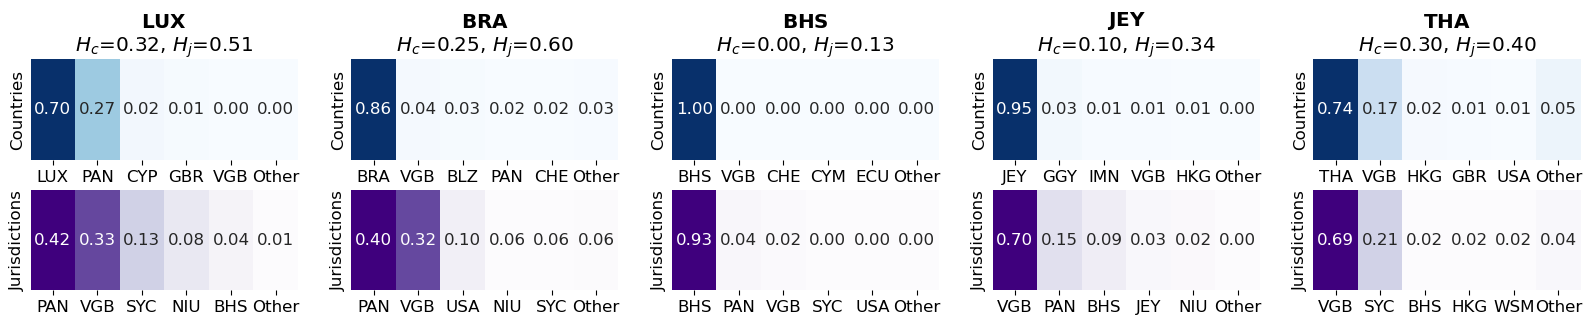 LUX
H_c=0.32, H_j=0.51
Countries
0.70 0.27 0.02 0.01 0.00 0.00
LUX PAN CYP GBR VGB Other
Jurisdictions
0.42 0.33 0.13 0.08 0.04 0.01
PAN VGB SYC NIU BHS Other
BRA
H_c=0.25, H_j=0.60
Countries
0.86 0.04 0.03 0.02 0.02 0.03
BRA VGB BLZ PAN CHE Other
Jurisdictions
0.40 0.32 0.10 0.06 0.06 0.06
PAN VGB USA NIU SYC Other
BHS
H_c=0.00, H_j=0.13
Countries
1.00 0.00 0.00 0.00 0.00 0.00
BHS VGB CHE CYM ECU Other
Jurisdictions
0.93 0.04 0.02 0.00 0.00 0.00
BHS PAN VGB SYC USA Other
JEY
H_c=0.10, H_j=0.34
Countries
0.95 0.03 0.01 0.01 0.01 0.00
JEY GGY IMN VGB HKG Other
Jurisdictions
0.70 0.15 0.09 0.03 0.02 0.00
VGB PAN BHS JEY NIU Other
THA
H_c=0.30, H_j=0.40
Countries
0.74 0.17 0.02 0.01 0.01 0.05
THA VGB HKG GBR USA Other
Jurisdictions
0.69 0.21 0.02 0.02 0.02 0.04
VGB SYC BHS HKG WSM Other